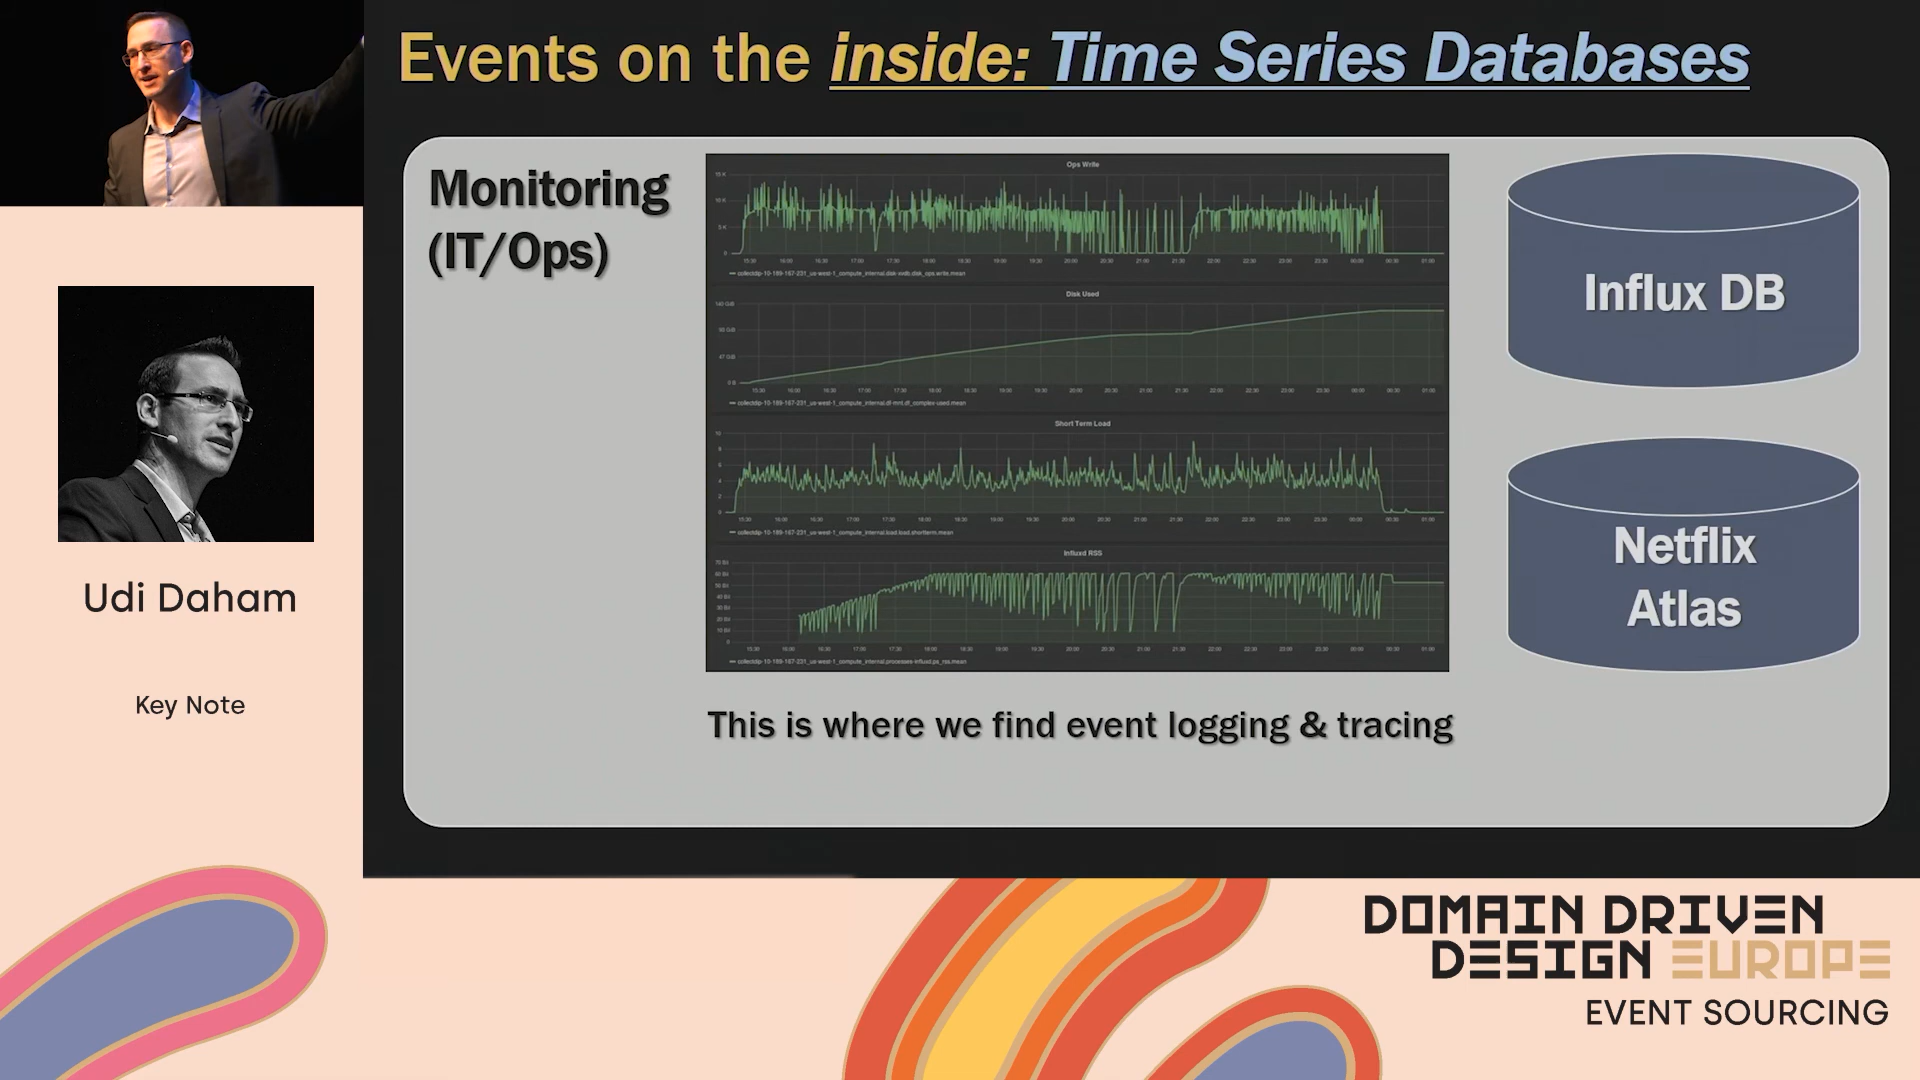 Events on the inside: Time Series Databases
Monitoring
(IT/Ops)
Ops Write
Disk Used
Short Term Load
Influxd RSS
Influx DB
Netflix
Atlas
This is where we find event logging & tracing
Udi Daham
Key Note
DOMAIN DRIVEN
DESIGN EUROPE
EVENT SOURCING